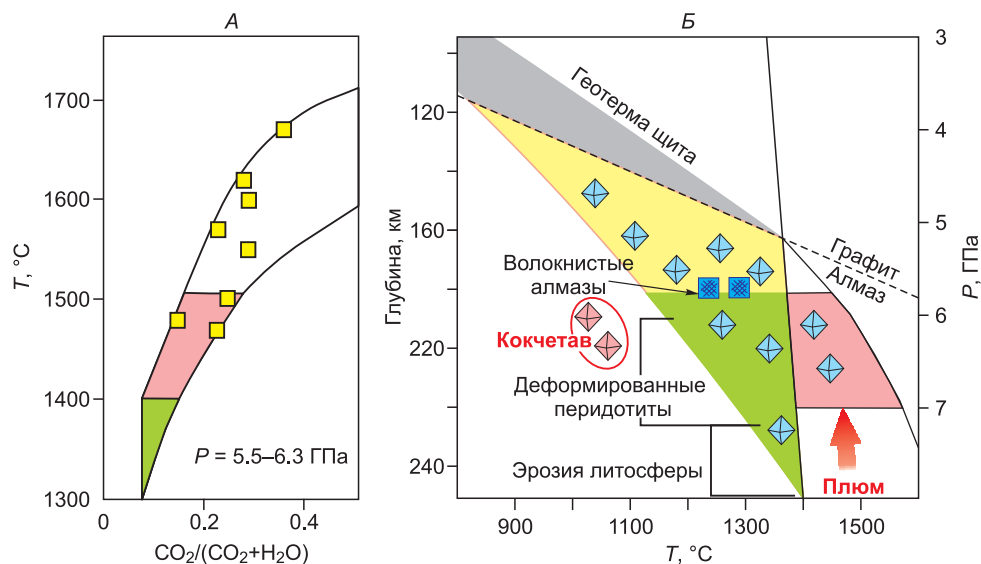 А
T, °C
1700
1600
1500
1400
1300
P = 5.5–6.3 ГПа
0
0.2
0.4
CO₂/(CO₂+H₂O)
Б
Глубина, км
120
160
220
240
Геотерма щита
Графит
Алмаз
Волокнистые
алмазы
Кокчетав
Деформированные
перидотиты
Эрозия литосферы
Плюм
3
4
5
6
7
P, ГПа
900
1100
1300
1500
T, °C